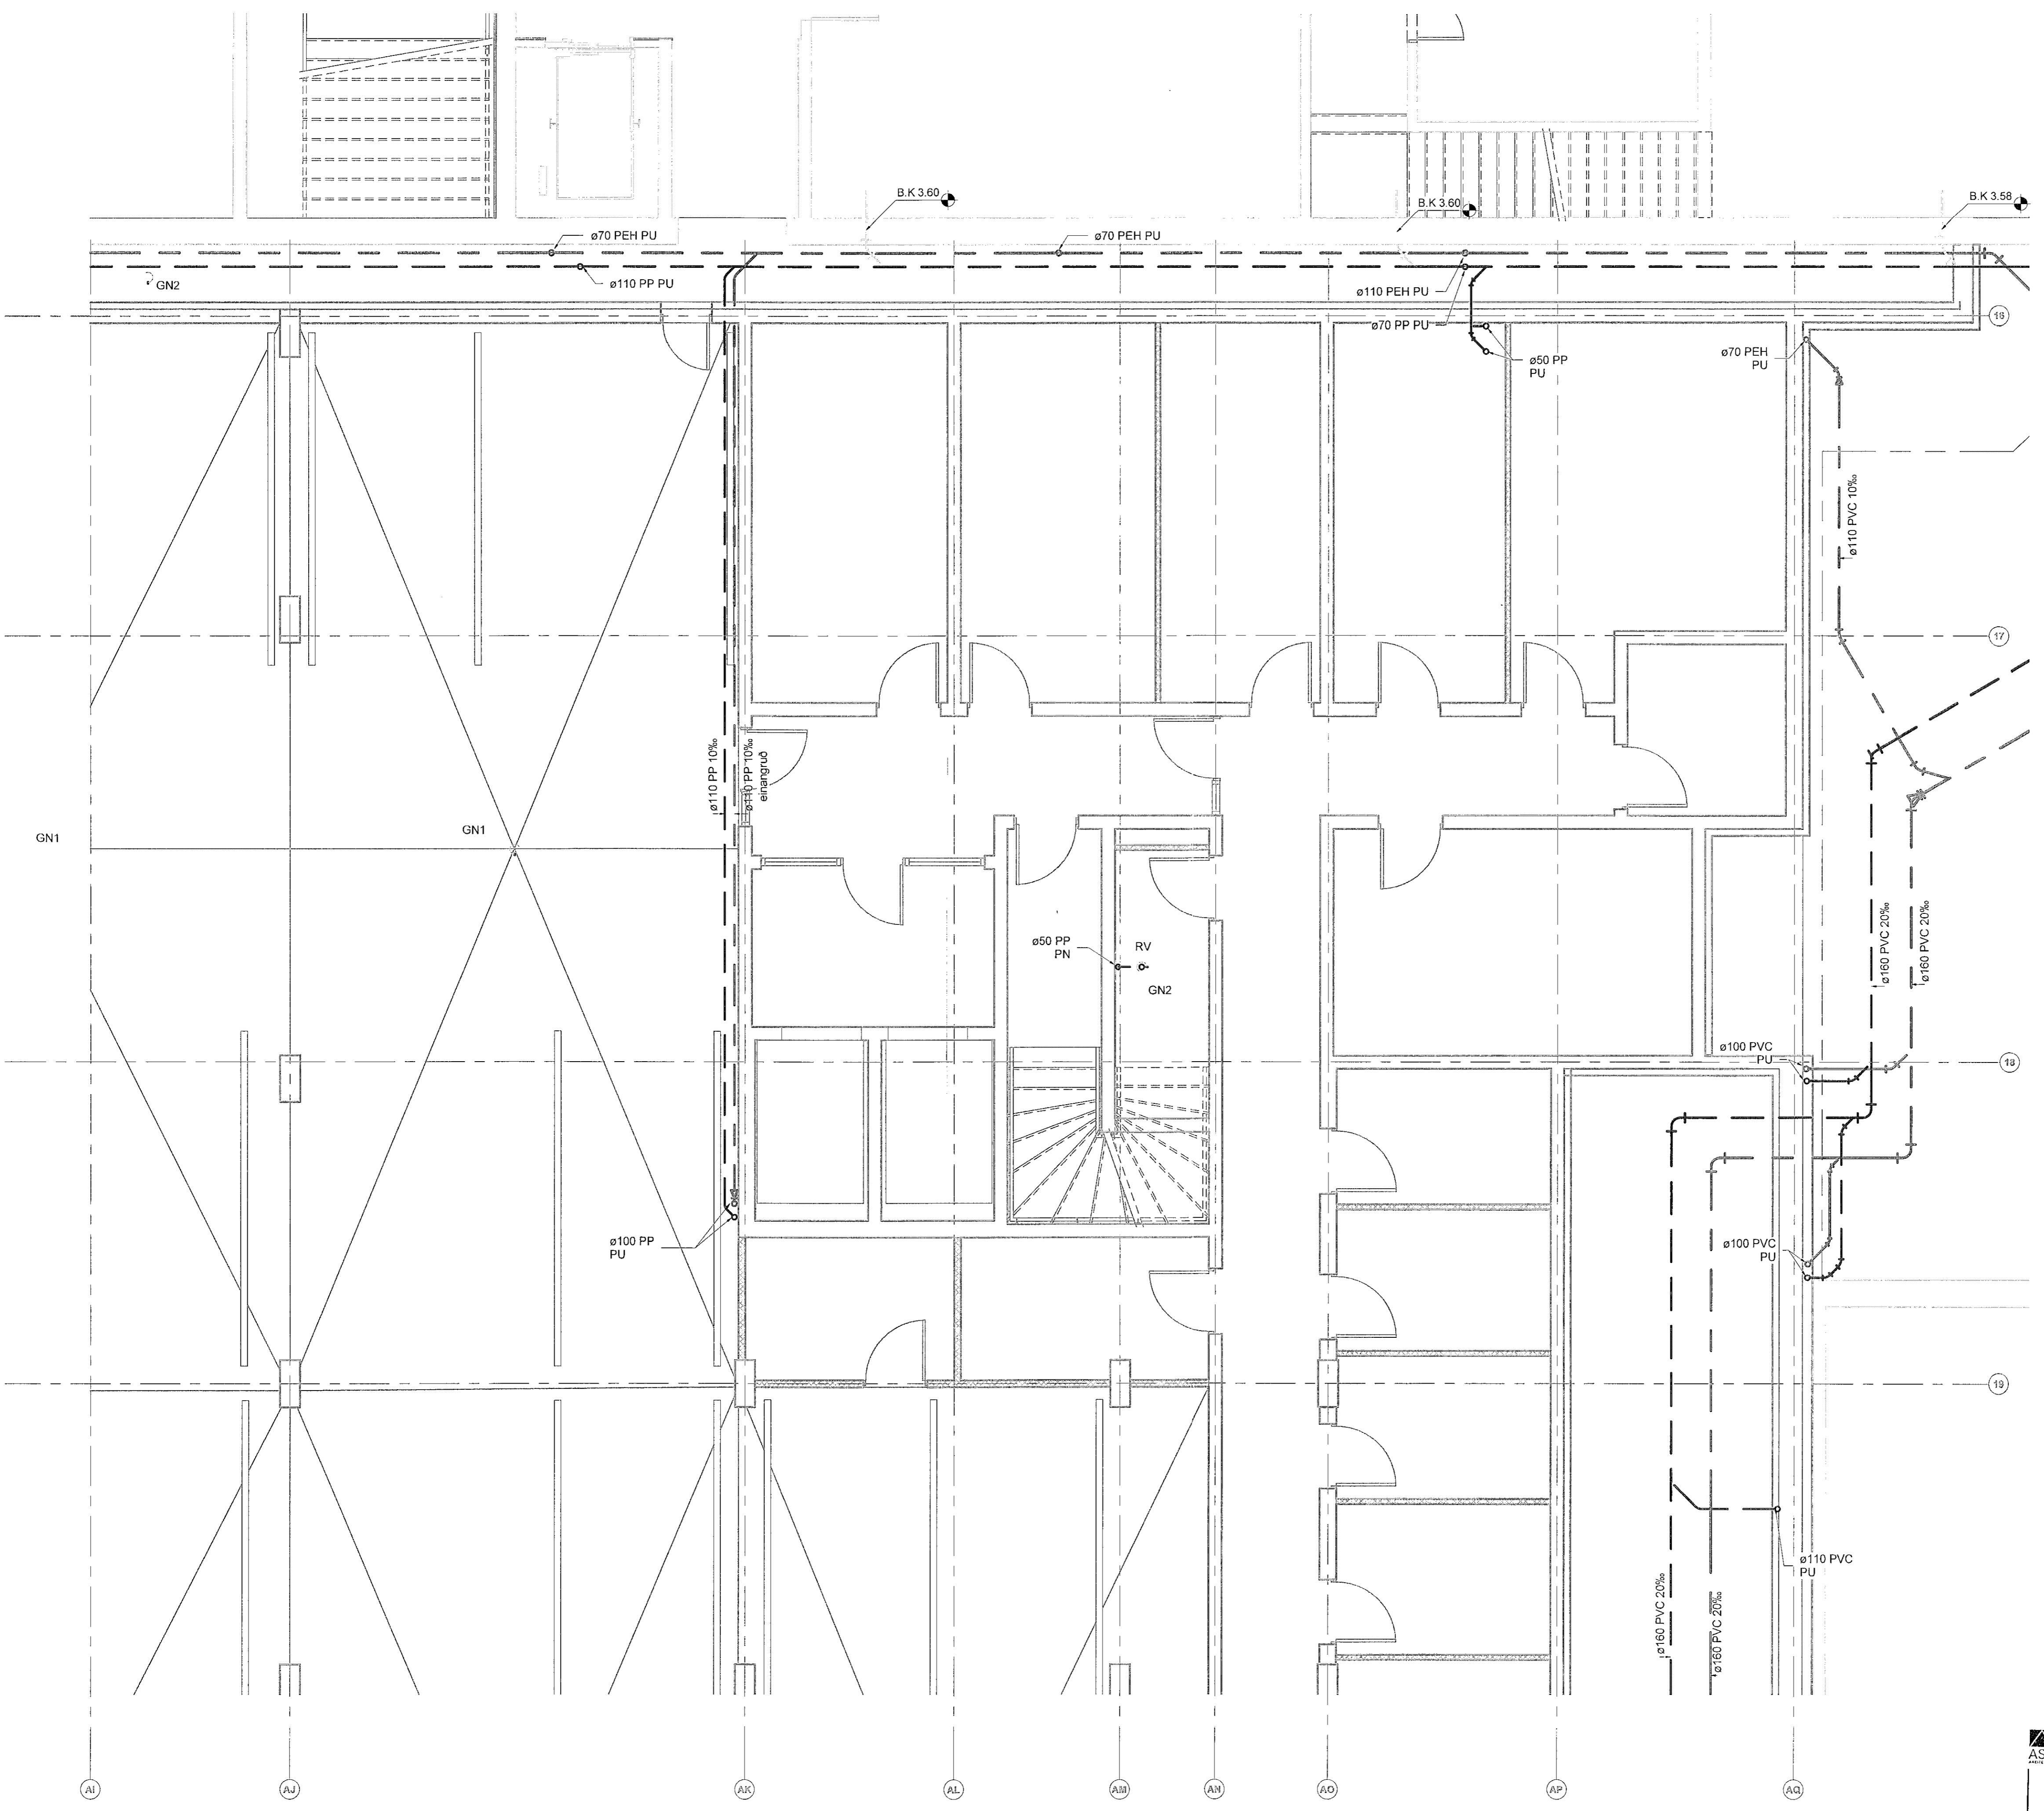 B.K 3.60
B.K 3.60
B.K 3.58
ø70 PEH PU
ø70 PEH PU
GN2
ø110 PP PU
ø110 PEH PU
16
ø70 PP PU
ø50 PP
PU
ø70 PEH
PU
ø110 PVC 10‰
17
ø110 PP 10‰
ø110 PP 10‰
einangruð
GN1
GN1
ø50 PP
PN
RV
GN2
ø160 PVC 20‰
ø160 PVC 20‰
ø100 PVC
PU
18
ø100 PP
PU
ø100 PVC
PU
19
ø110 PVC
PU
ø160 PVC 20‰
ø160 PVC 20‰
AI
AJ
AK
AL
AM
AN
AO
AP
AQ
AS